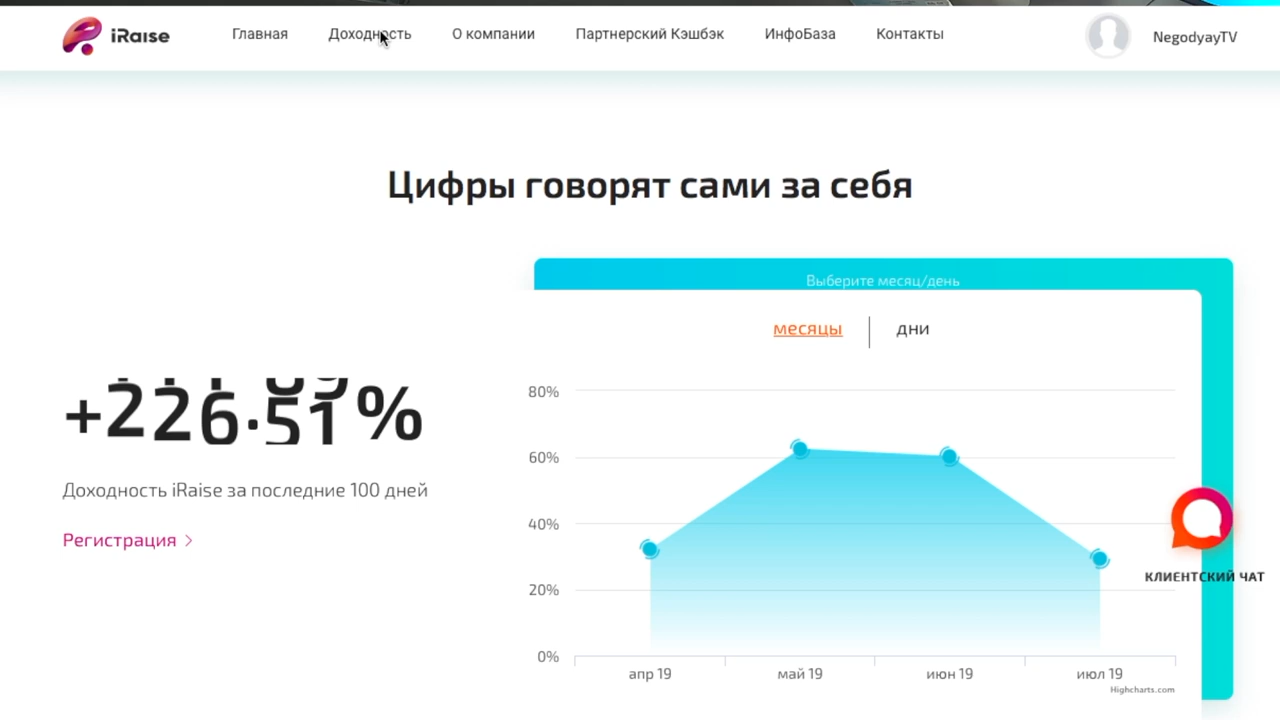 iRaise
Главная
Доходность
О компании
Партнерский Кэшбэк
ИнфоБаза
Контакты
NegodyayTV
Цифры говорят сами за себя
Выберите месяц/день
месяцы
дни
Доходность iRaise за последние 100 дней
Регистрация
80%
60%
40%
20%
0%
апр 19
май 19
июн 19
июл 19
Highcharts.com
КЛИЕНТСКИЙ ЧАТ